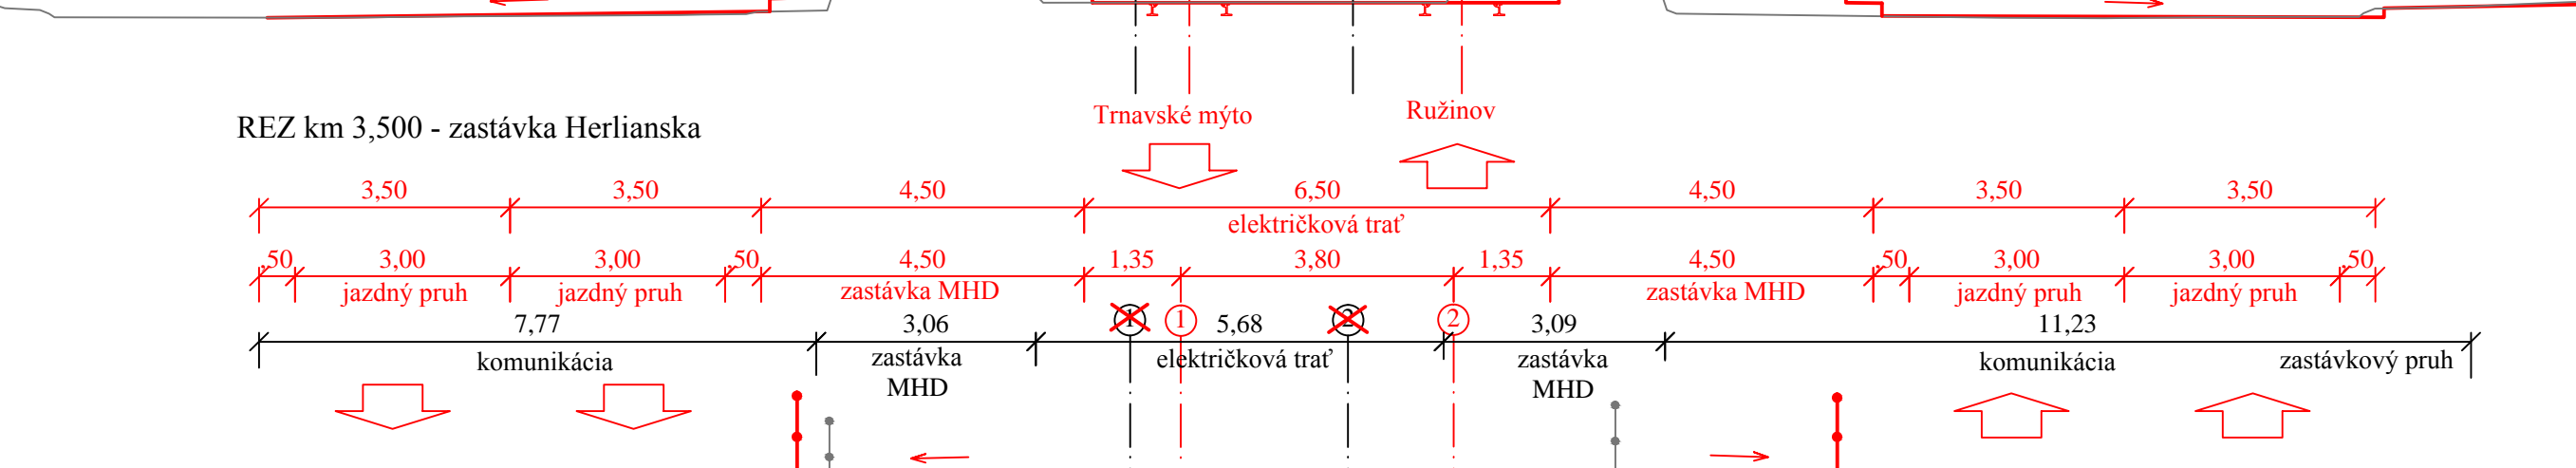 Trnavské mýto
Ružinov
REZ km 3,500 - zastávka Herlianska
3,50 3,50 4,50 6,50 4,50 3,50 3,50
električková trať
,50 3,00 3,00 ,50 4,50 1,35 3,80 1,35 4,50 ,50 3,00 3,00 ,50
jazdný pruh jazdný pruh zastávka MHD zastávka MHD jazdný pruh jazdný pruh
7,77 3,06 1 1 5,68 2 2 3,09 11,23
komunikácia zastávka električková trať zastávka komunikácia zastávkový pruh
MHD MHD